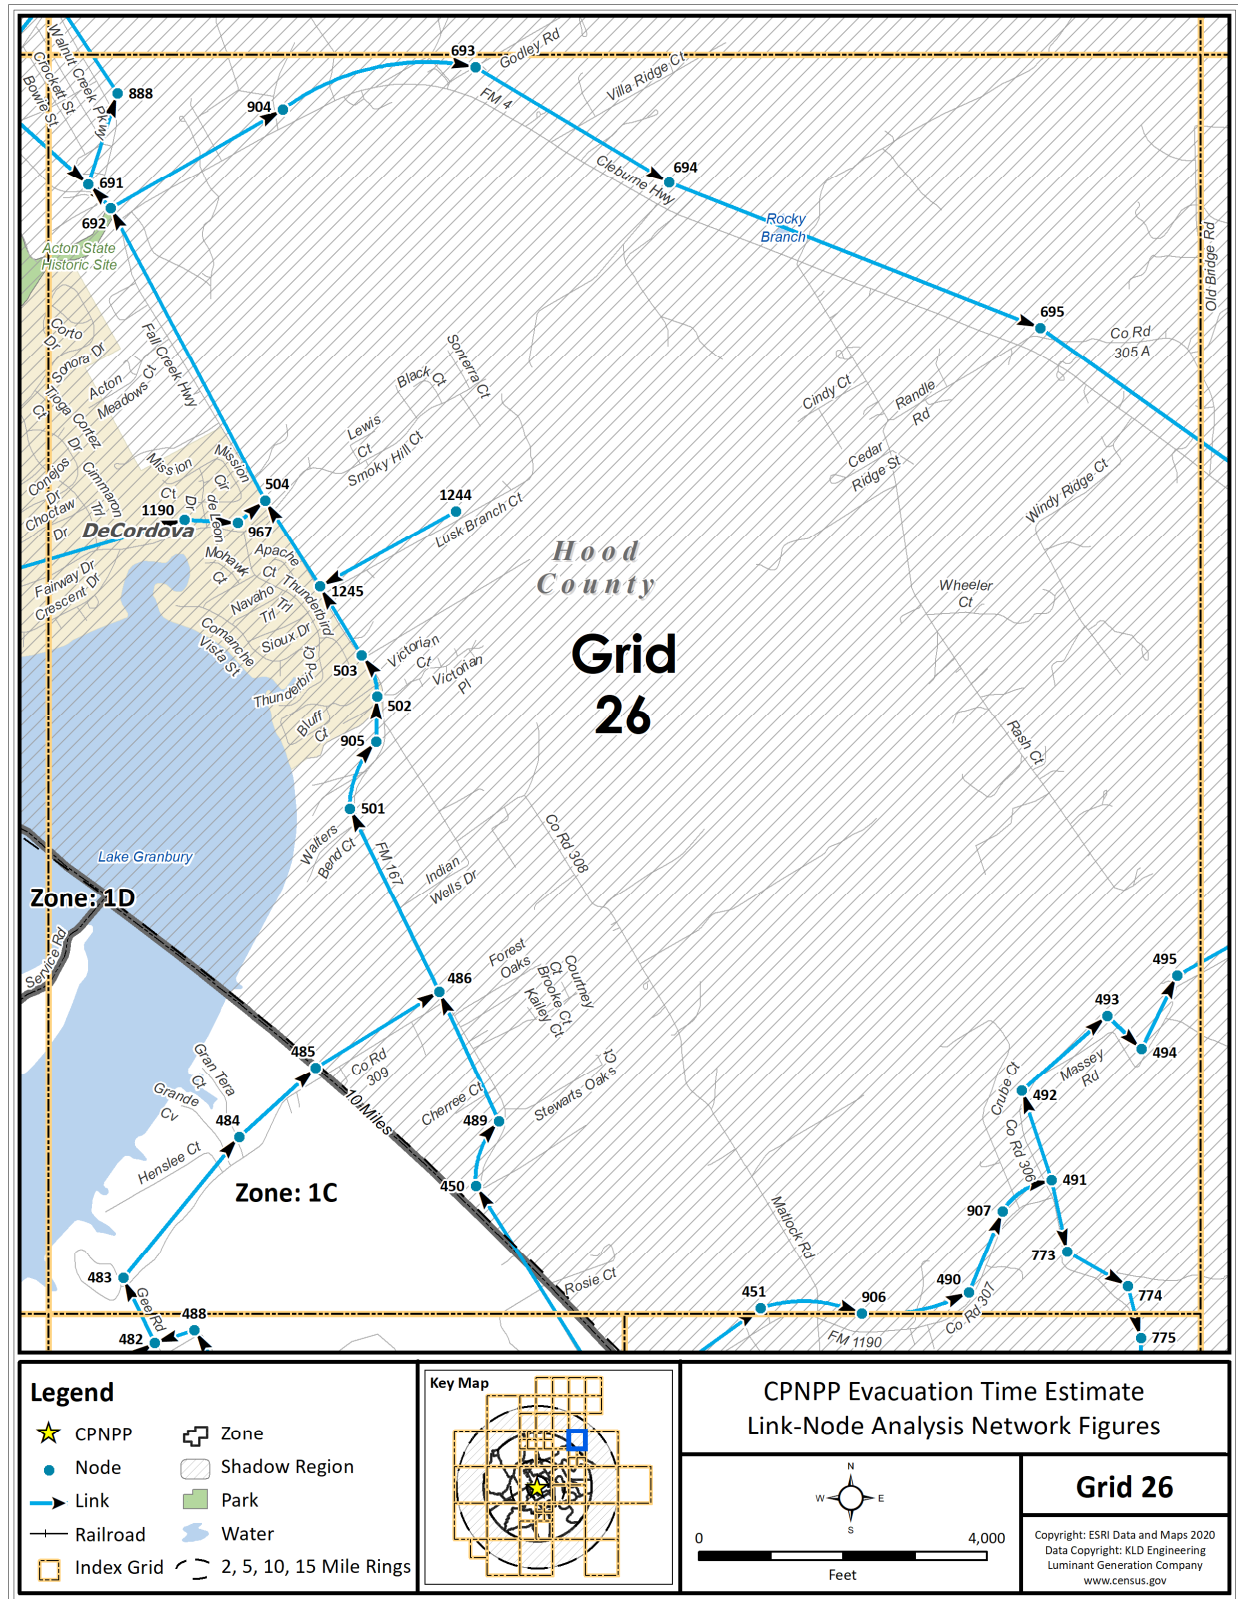 Walnut Creek Pkwy
Crockett St
Bowie St
888
904
693
Godley Rd
FM 4
Villa Ridge Ct
691
692
694
Cleburne Hwy
Rocky
Branch
Old Bridge Rd
Acton State
Historic Site
695
Co Rd
305 A
Corto
Dr
Sonora Dr
Acton
Meadows Ct
Fall Creek Hwy
Tioga
Ct
Cortez
Dr
Black Ct
Sonterra Ct
Cindy Ct
Randle
Rd
Lewis
Ct
Smoky Hill Ct
Cedar
Ridge St
Windy Ridge Ct
Conejos
Dr
Choctaw
Dr
Cimmaron
Trl
Mission
Ct
Mission
Cir
Dr
de Leon
504
1190
967
DeCordova
1244
Lusk Branch Ct
Hood
County
Grid
26
Fairway Dr
Crescent Dr
Mohawk
Ct
Apache
Ct
Thunderbird
1245
Navaho
Trl
Trl
Sioux Dr
Comanche
Vista St
Ct
Thunderbir
d
Bluff
Ct
503
Victorian
Ct
Victorian
Pl
502
905
501
Wheeler
Ct
Rash Ct
Walters
Bend Ct
FM 167
Indian
Wells Dr
Co Rd 308
Lake Granbury
Zone: 1D
Service Rd
486
Forest
Oaks
Ct
Brooke Ct
Kailey Ct
Courtney
Ct
495
493
494
Massey
Rd
492
Crube Ct
Co Rd 306
485
Co Rd
309
10 Miles
Cherree Ct
Stewarts Oaks
Gran Tera
Ct
Grande
Cv
484
Henslee Ct
489
450
Zone: 1C
491
907
773
774
775
Matlock Rd
Rosie Ct
451
906
490
Co Rd 307
FM 1190
483
Gee Rd
488
482
Legend
CPNPP
Node
Link
Railroad
Index Grid
Zone
Shadow Region
Park
Water
2, 5, 10, 15 Mile Rings
Key Map
CPNPP Evacuation Time Estimate
Link-Node Analysis Network Figures
N
W
E
S
0
4,000
Feet
Grid 26
Copyright: ESRI Data and Maps 2020
Data Copyright: KLD Engineering
Luminant Generation Company
www.census.gov